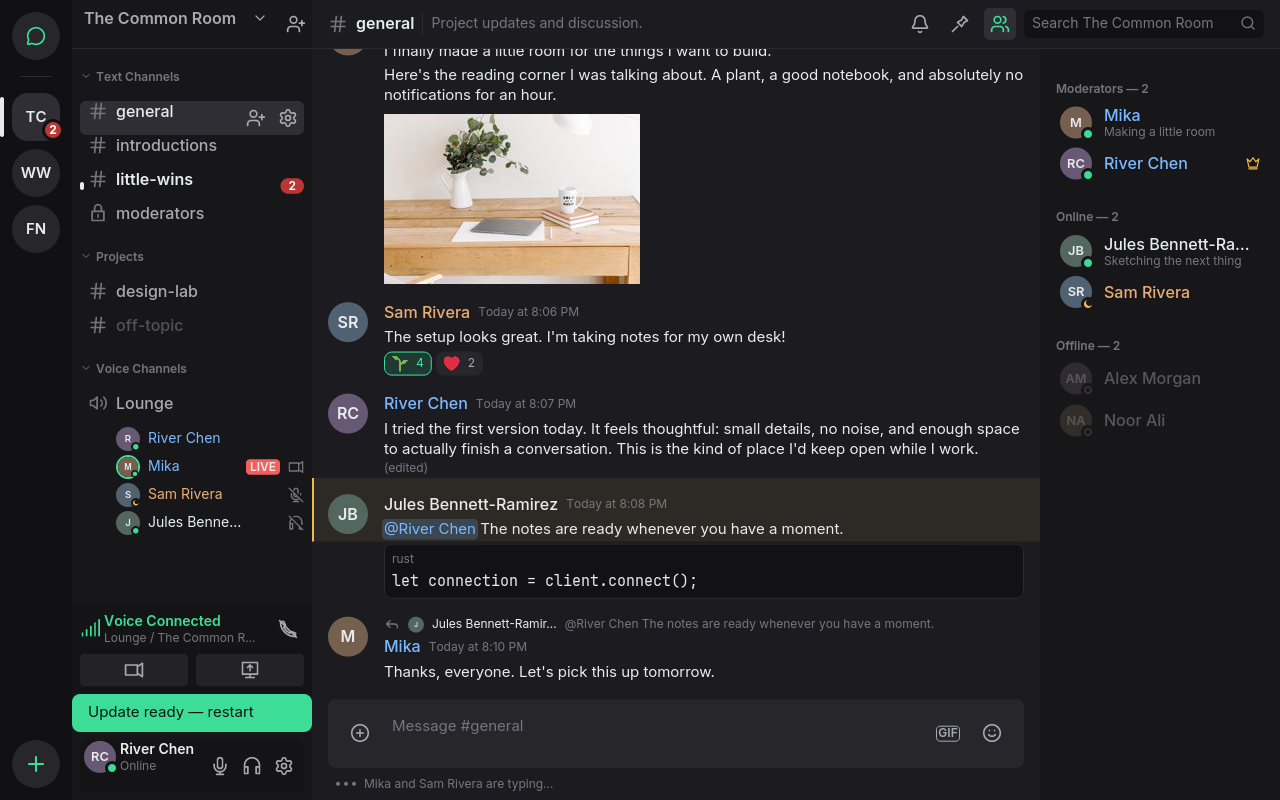 The Common Room
general
Project updates and discussion.
Search The Common Room
TC
2
WW
FN
Text Channels
general
introductions
little-wins
2
moderators
Projects
design-lab
off-topic
Voice Channels
Lounge
R
River Chen
M
Mika
LIVE
S
Sam Rivera
J
Jules Benne...
Voice Connected
Lounge / The Common R...
Update ready — restart
RC
River Chen
Online
I finally made a little room for the things I want to build.
Here's the reading corner I was talking about. A plant, a good notebook, and absolutely no
notifications for an hour.
SR
Sam Rivera Today at 8:06 PM
The setup looks great. I'm taking notes for my own desk!
4
2
RC
River Chen Today at 8:07 PM
I tried the first version today. It feels thoughtful: small details, no noise, and enough space
to actually finish a conversation. This is the kind of place I'd keep open while I work.
(edited)
JB
Jules Bennett-Ramirez Today at 8:08 PM
@River Chen The notes are ready whenever you have a moment.
rust
let connection = client.connect();
J
Jules Bennett-Ramir... @River Chen The notes are ready whenever you have a moment.
M
Mika Today at 8:10 PM
Thanks, everyone. Let's pick this up tomorrow.
Message #general
GIF
Mika and Sam Rivera are typing...
Moderators — 2
M
Mika
Making a little room
RC
River Chen
Online — 2
JB
Jules Bennett-Ra...
Sketching the next thing
SR
Sam Rivera
Offline — 2
AM
Alex Morgan
NA
Noor Ali